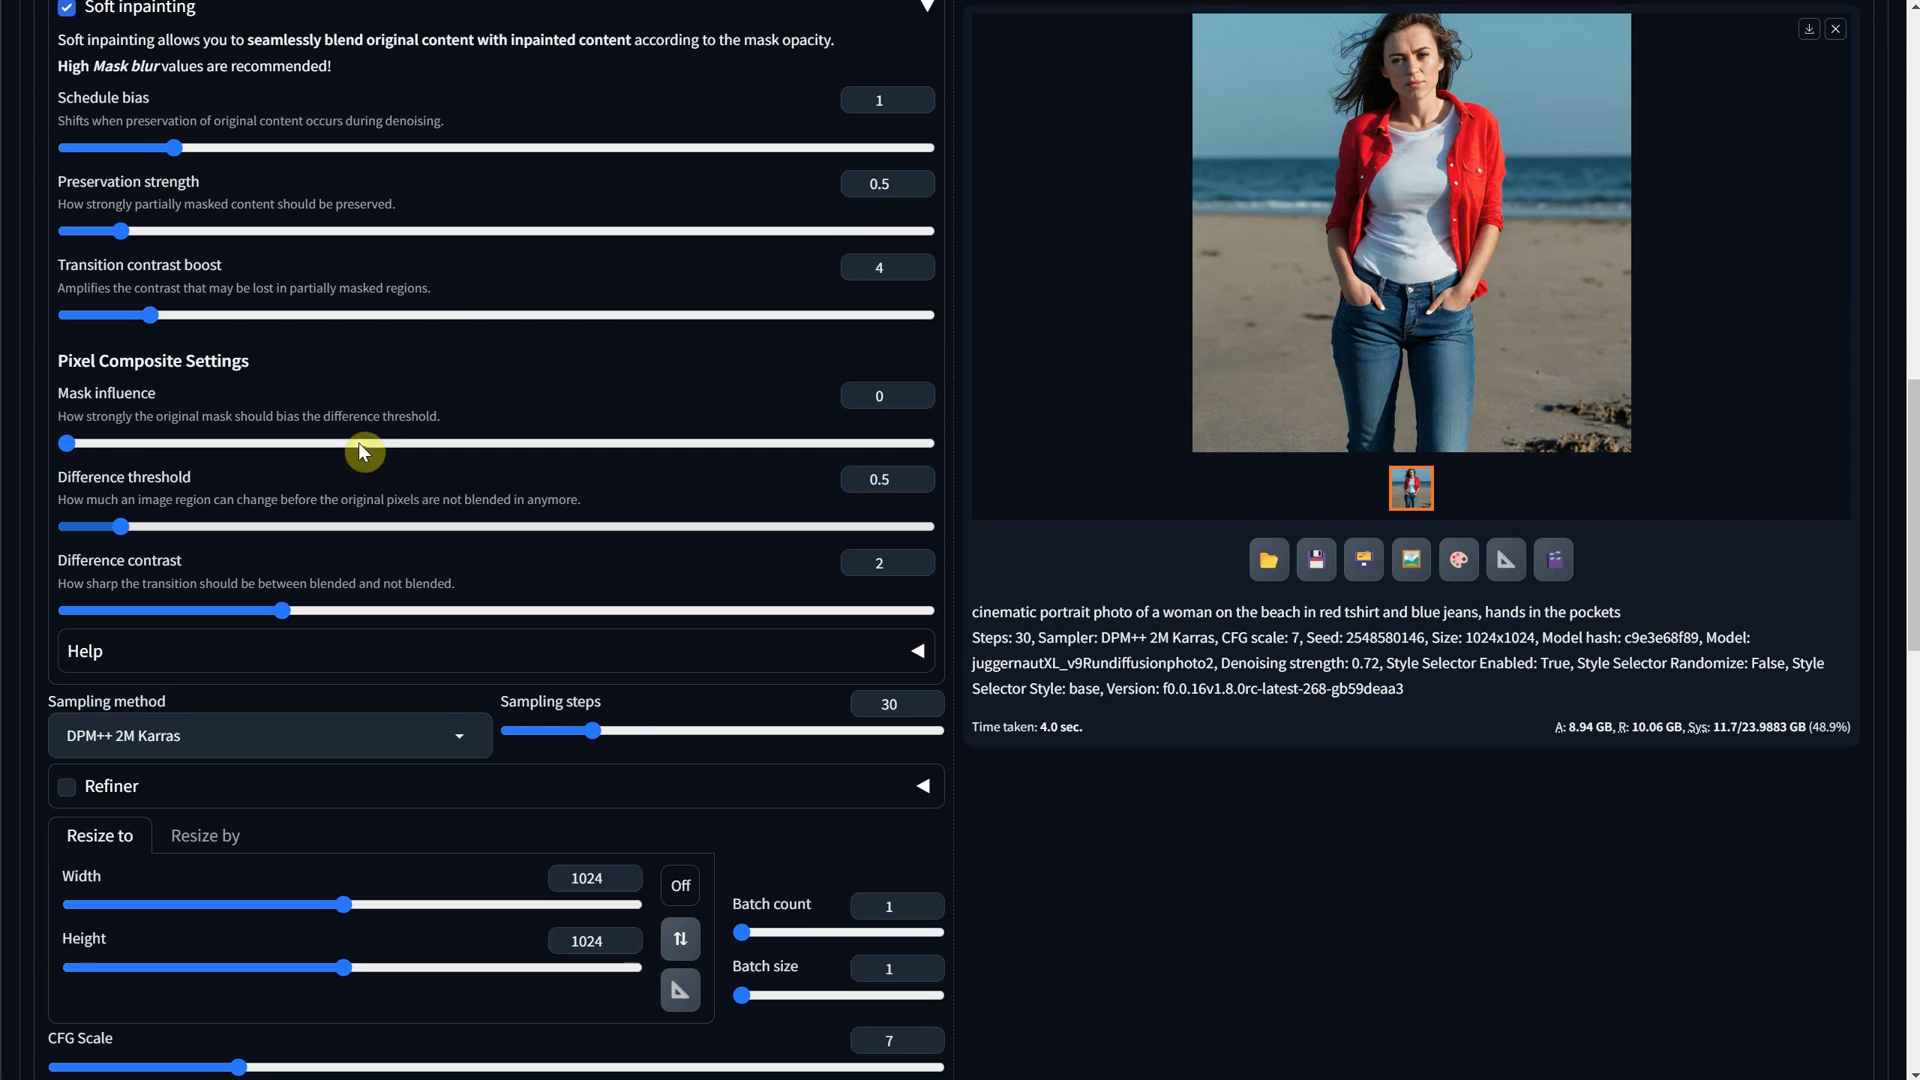 Soft inpainting
Soft inpainting allows you to seamlessly blend original content with inpainted content according to the mask opacity.
High Mask blur values are recommended!
Schedule bias
1
Shifts when preservation of original content occurs during denoising.
Preservation strength
0.5
How strongly partially masked content should be preserved.
Transition contrast boost
4
Amplifies the contrast that may be lost in partially masked regions.
Pixel Composite Settings
Mask influence
0
How strongly the original mask should bias the difference threshold.
Difference threshold
0.5
How much an image region can change before the original pixels are not blended in anymore.
Difference contrast
2
How sharp the transition should be between blended and not blended.
Help
Sampling method
DPM++ 2M Karras
Sampling steps
30
Refiner
Resize to
Resize by
Width
1024
Off
Height
1024
Batch count
1
Batch size
1
CFG Scale
7
cinematic portrait photo of a woman on the beach in red tshirt and blue jeans, hands in the pockets
Steps: 30, Sampler: DPM++ 2M Karras, CFG scale: 7, Seed: 2548580146, Size: 1024x1024, Model hash: c9e3e68f89, Model:
juggernautXL_v9Rundiffusionphoto2, Denoising strength: 0.72, Style Selector Enabled: True, Style Selector Randomize: False, Style
Selector Style: base, Version: f0.0.16v1.8.0rc-latest-268-gb59deaa3
Time taken: 4.0 sec.
A: 8.94 GB, R: 10.06 GB, Sys: 11.7/23.9883 GB (48.9%)